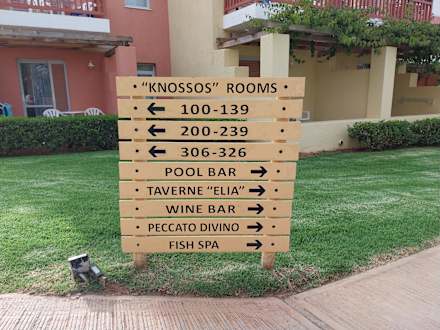 "KNOSSOS" ROOMS
← 100-139
← 200-239
← 306-326
POOL BAR →
TAVERNE "ELIA" →
WINE BAR →
PECCATO DIVINO →
FISH SPA →